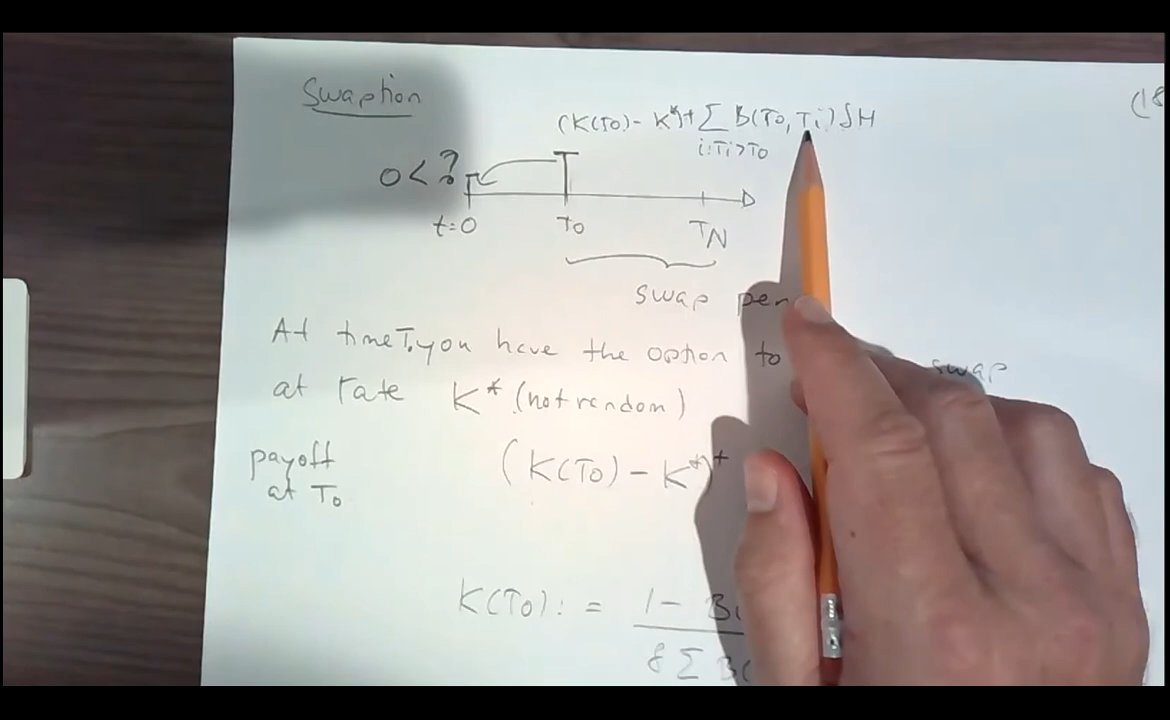 Swaption
(18
(K(T0) - K*)+ ∑ B(T0, Ti) δ H
i:Ti>T0
0 < ?
t=0 T0 TN
swap per
At time T0 you have the option to swap
at rate K* (not random)
payoff (K(T0) - K*)+
at T0
K(T0) := 1 - B(
δ ∑ B(